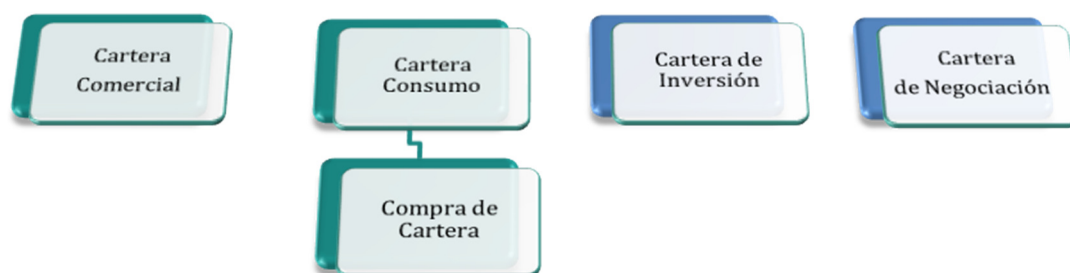 Cartera
Comercial
Cartera
Consumo
Cartera de
Inversión
Cartera
de Negociación
Compra de
Cartera